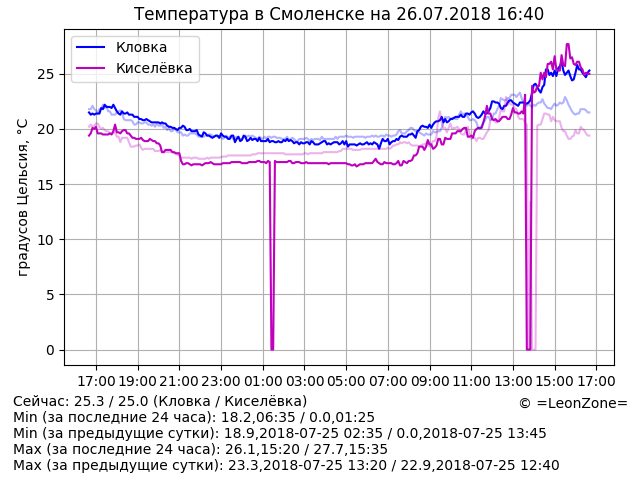 Температура в Смоленске на 26.07.2018 16:40
Кловка
Киселёвка
градусов Цельсия, °C
25
20
15
10
5
0
17:00 19:00 21:00 23:00 01:00 03:00 05:00 07:00 09:00 11:00 13:00 15:00 17:00
Сейчас: 25.3 / 25.0 (Кловка / Киселёвка)
© =LeonZone=
Min (за последние 24 часа): 18.2,06:35 / 0.0,01:25
Min (за предыдущие сутки): 18.9,2018-07-25 02:35 / 0.0,2018-07-25 13:45
Max (за последние 24 часа): 26.1,15:20 / 27.7,15:35
Max (за предыдущие сутки): 23.3,2018-07-25 13:20 / 22.9,2018-07-25 12:40